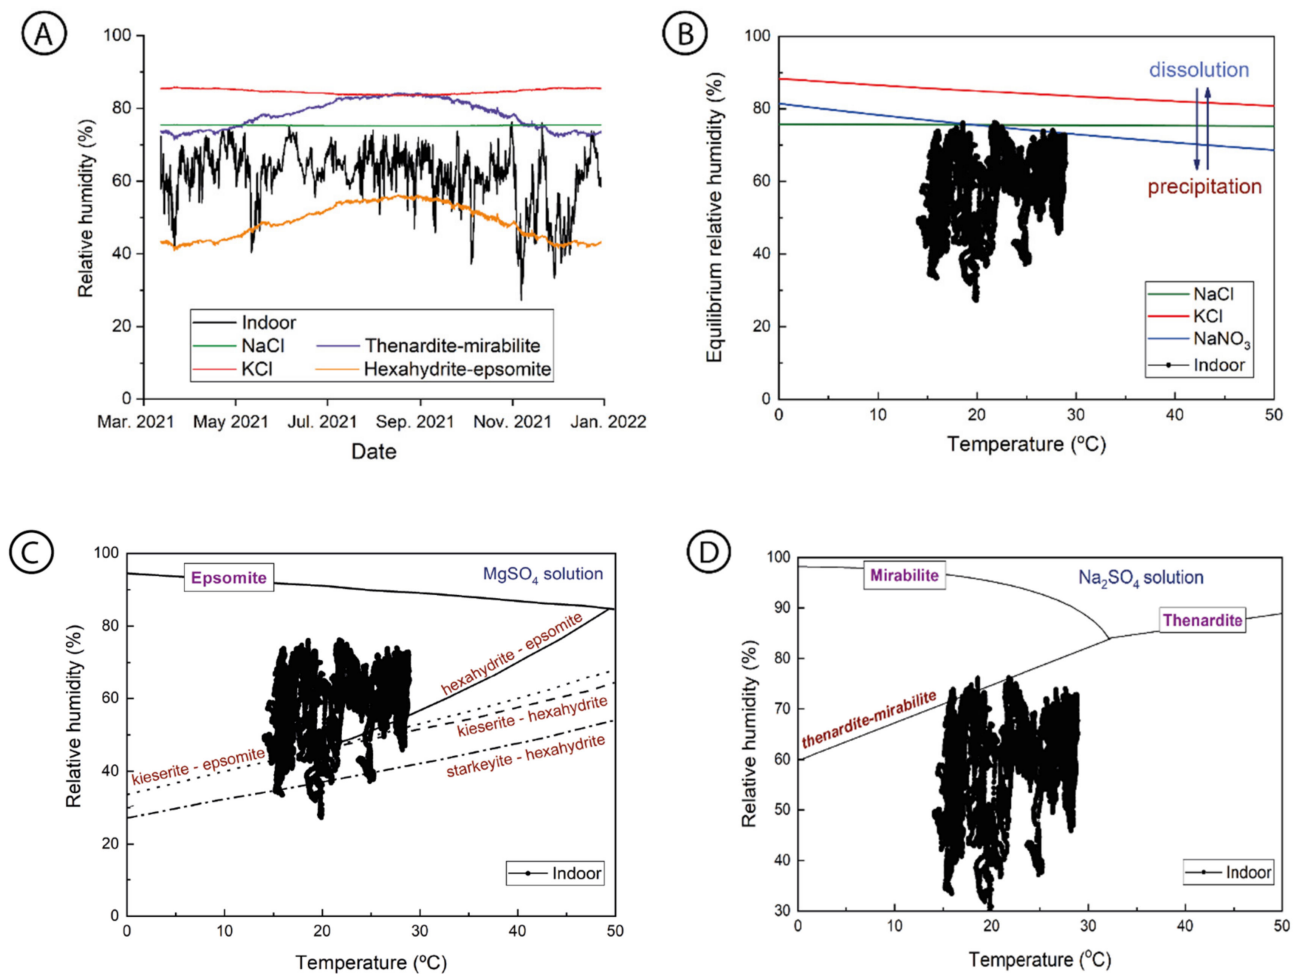 A
Relative humidity (%)
100
80
60
40
20
0
Indoor
NaCl
KCl
Thenardite-mirabilite
Hexahydrite-epsomite
Mar. 2021
May 2021
Jul. 2021
Sep. 2021
Nov. 2021
Jan. 2022
Date
B
Equilibrium relative humidity (%)
100
80
60
40
20
0
dissolution
precipitation
NaCl
KCl
NaNO₃
Indoor
0
10
20
30
40
50
Temperature (ºC)
C
Relative humidity (%)
100
80
60
40
20
0
Epsomite
MgSO₄ solution
hexahydrite - epsomite
kieserite - epsomite
kieserite - hexahydrite
starkeyite - hexahydrite
Indoor
0
10
20
30
40
50
Temperature (ºC)
D
Relative humidity (%)
100
90
80
70
60
50
40
30
Mirabilite
Na₂SO₄ solution
Thenardite
thenardite-mirabilite
Indoor
0
10
20
30
40
50
Temperature (ºC)